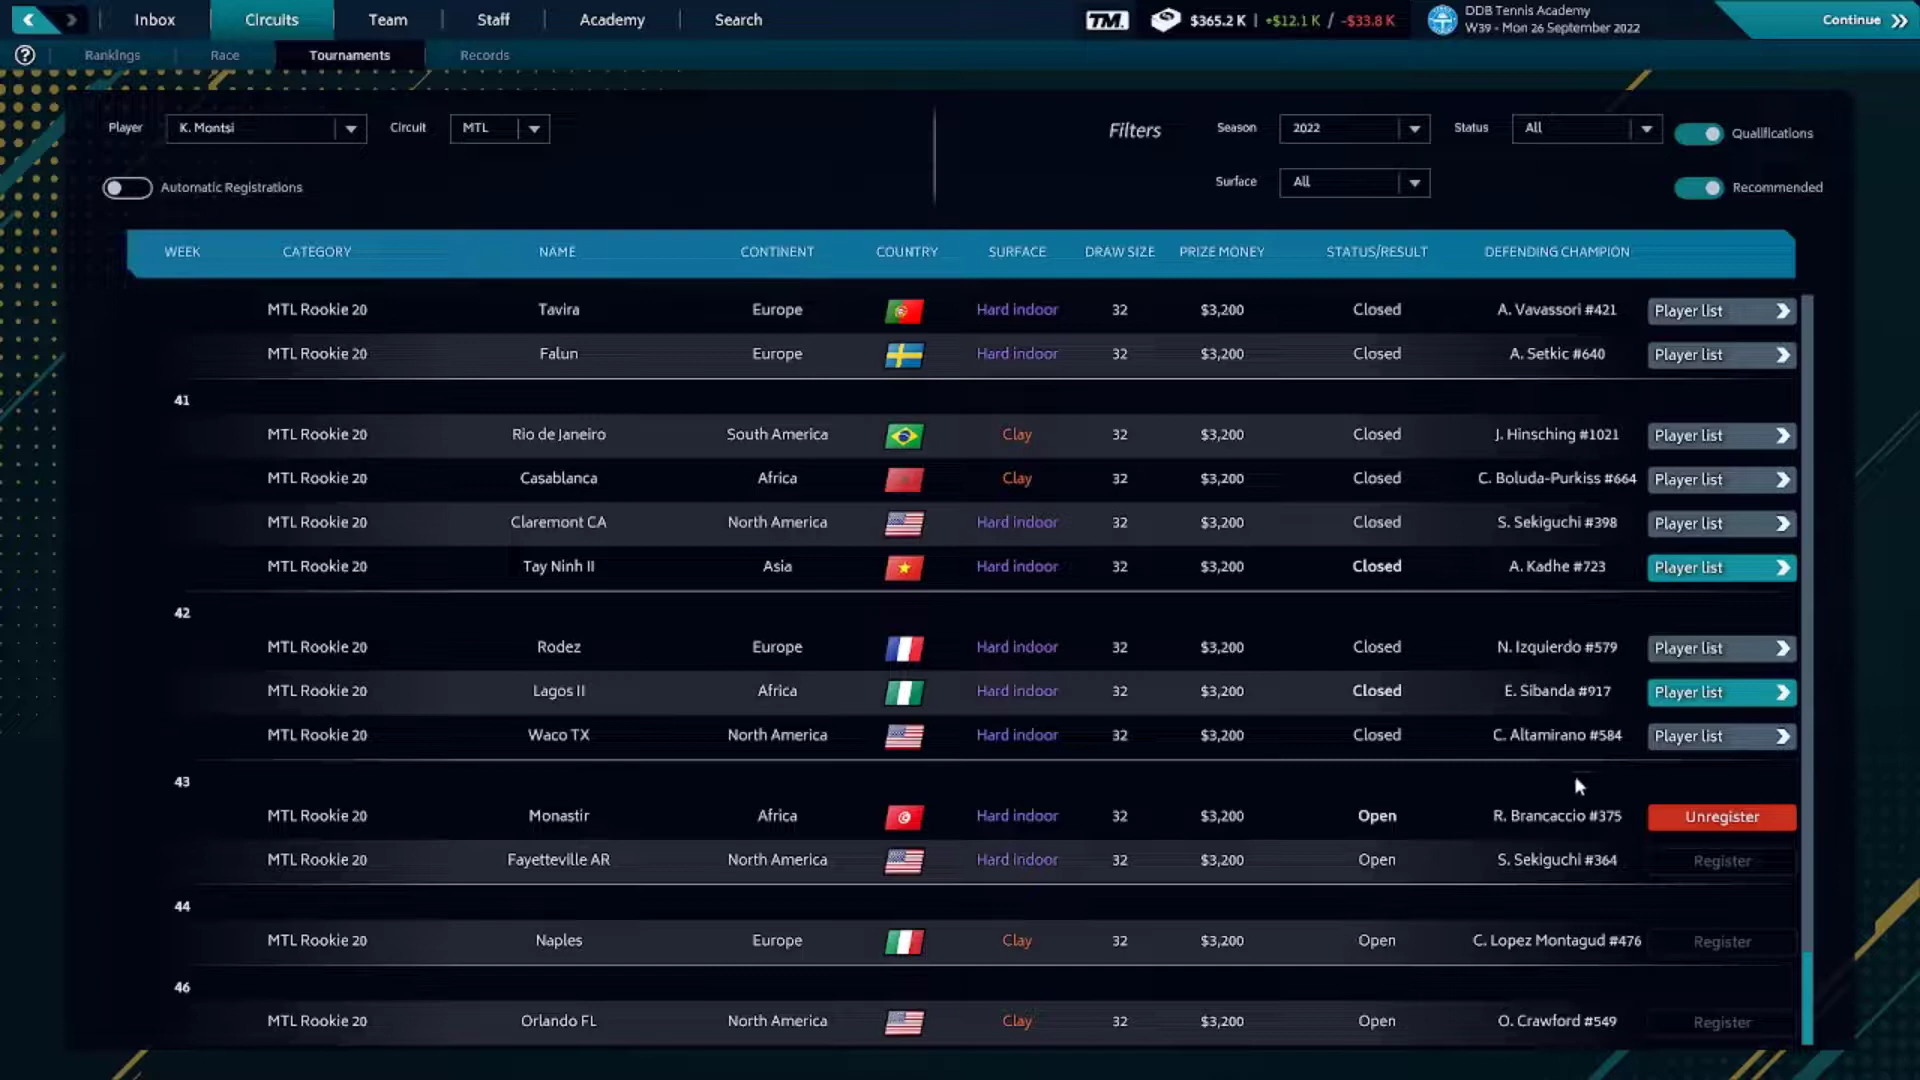 Inbox Circuits Team Staff Academy Search TM. $365.2 K | +$12.1 K / -$33.8 K DDB Tennis Academy Continue
W39 - Mon 26 September 2022
? Rankings Race Tournaments Records
Player K. Montsi Circuit MTL Filters Season 2022 Status All Qualifications
Automatic Registrations Surface All Recommended
WEEK CATEGORY NAME CONTINENT COUNTRY SURFACE DRAW SIZE PRIZE MONEY STATUS/RESULT DEFENDING CHAMPION
MTL Rookie 20 Tavira Europe Hard indoor 32 $3,200 Closed A. Vavassori #421 Player list
MTL Rookie 20 Falun Europe Hard indoor 32 $3,200 Closed A. Setkic #640 Player list
41
MTL Rookie 20 Rio de Janeiro South America Clay 32 $3,200 Closed J. Hinsching #1021 Player list
MTL Rookie 20 Casablanca Africa Clay 32 $3,200 Closed C. Boluda-Purkiss #664 Player list
MTL Rookie 20 Claremont CA North America Hard indoor 32 $3,200 Closed S. Sekiguchi #398 Player list
MTL Rookie 20 Tay Ninh II Asia Hard indoor 32 $3,200 Closed A. Kadhe #723 Player list
42
MTL Rookie 20 Rodez Europe Hard indoor 32 $3,200 Closed N. Izquierdo #579 Player list
MTL Rookie 20 Lagos II Africa Hard indoor 32 $3,200 Closed E. Sibanda #917 Player list
MTL Rookie 20 Waco TX North America Hard indoor 32 $3,200 Closed C. Altamirano #584 Player list
43
MTL Rookie 20 Monastir Africa Hard indoor 32 $3,200 Open R. Brancaccio #375 Unregister
MTL Rookie 20 Fayetteville AR North America Hard indoor 32 $3,200 Open S. Sekiguchi #364 Register
44
MTL Rookie 20 Naples Europe Clay 32 $3,200 Open C. Lopez Montagud #476 Register
46
MTL Rookie 20 Orlando FL North America Clay 32 $3,200 Open O. Crawford #549 Register